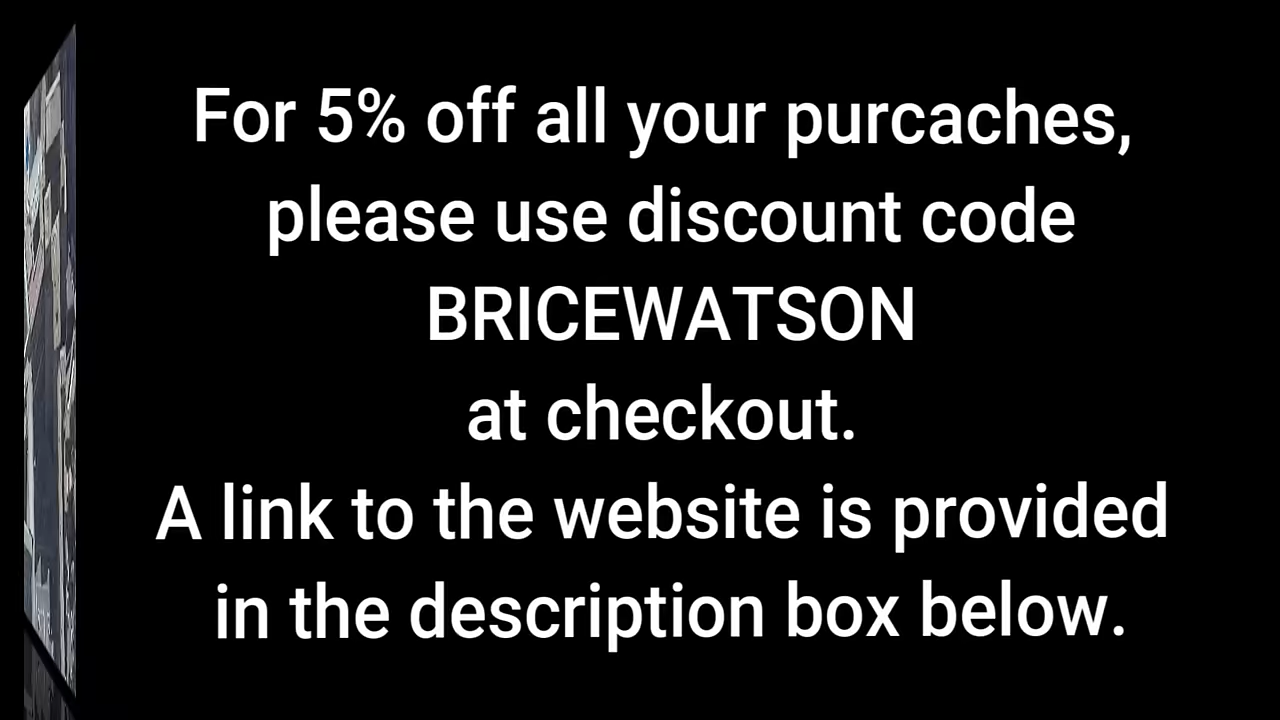 For 5% off all your purcaches,
please use discount code
BRICEWATSON
at checkout.
A link to the website is provided
in the description box below.